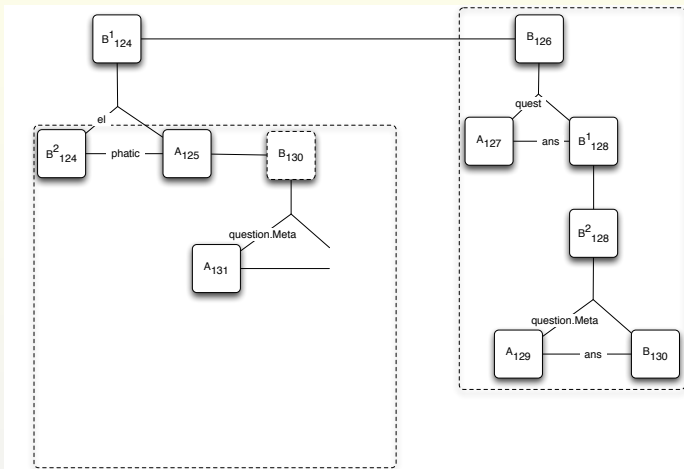 B¹₁₂₄
B₁₂₆
el
quest
B²₁₂₄
phatic
A₁₂₅
B₁₃₀
A₁₂₇
ans
B¹₁₂₈
question.Meta
B²₁₂₈
A₁₃₁
question.Meta
A₁₂₉
ans
B₁₃₀